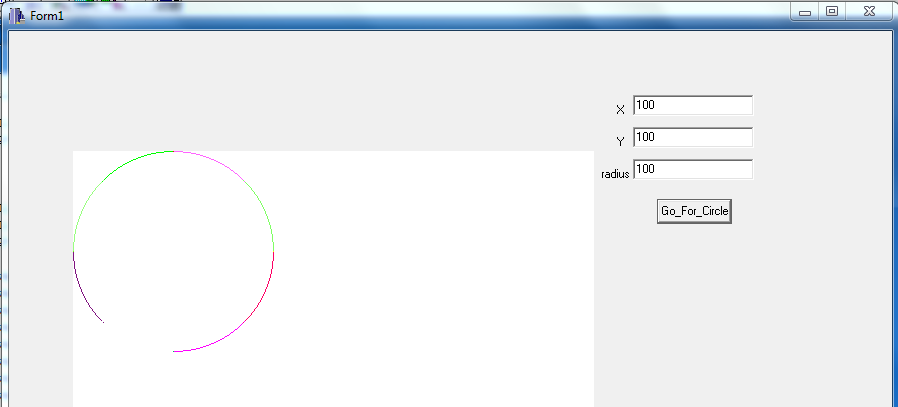 Form1
X 100
Y 100
radius 100
Go_For_Circle